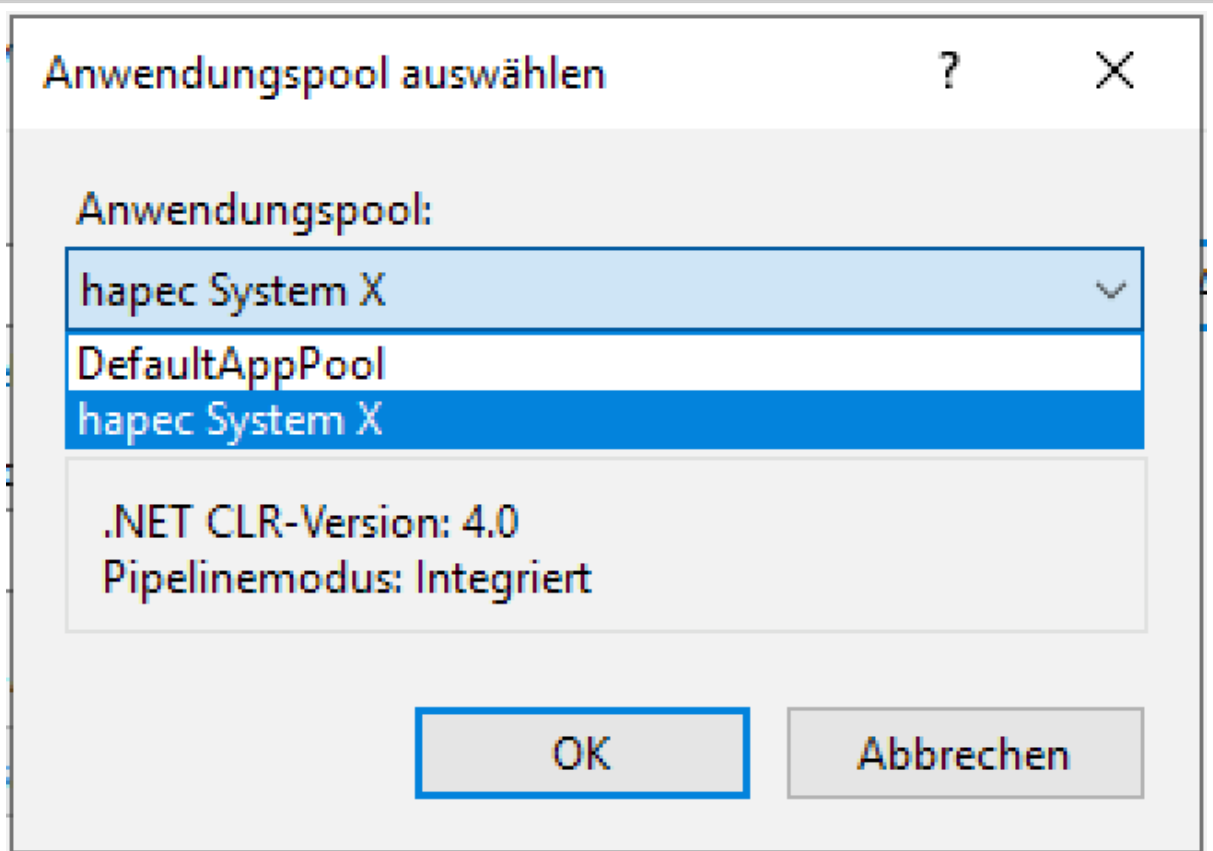 Anwendungspool auswählen
?
Anwendungspool:
hapec System X
DefaultAppPool
hapec System X
.NET CLR-Version: 4.0
Pipelinemodus: Integriert
OK
Abbrechen